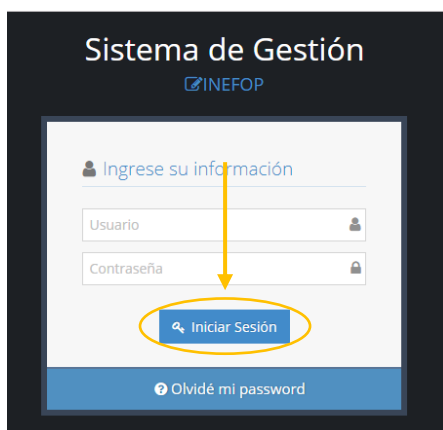 Sistema de Gestión
INEFOP
Ingrese su información
Usuario
Contraseña
Iniciar Sesión
Olvidé mi password